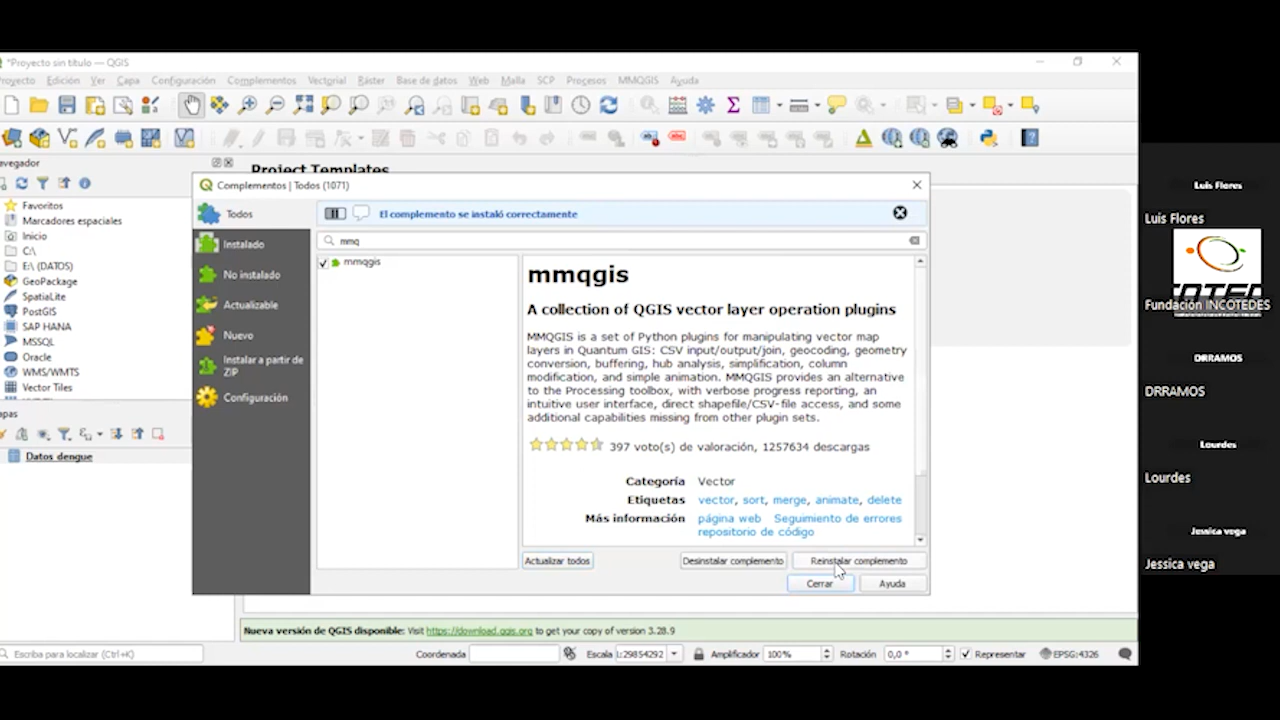 *Proyecto sin título — QGIS
royecto Edición Ver Capa Configuración Complementos Vectorial Ráster Base de datos Web Malla SCP Procesos MMQGIS Ayuda
avegador
Favoritos
Marcadores espaciales
Inicio
C:\
E:\ (DATOS)
GeoPackage
SpatiaLite
PostGIS
SAP HANA
MSSQL
Oracle
WMS/WMTS
Vector Tiles
apas
Datos dengue
Project Templates
Complementos | Todos (1071)
Todos
Instalado
No instalado
Actualizable
Nuevo
Instalar a partir de
ZIP
Configuración
El complemento se instaló correctamente
mmq
mmqgis
mmqgis
A collection of QGIS vector layer operation plugins
MMQGIS is a set of Python plugins for manipulating vector map
layers in Quantum GIS: CSV input/output/join, geocoding, geometry
conversion, buffering, hub analysis, simplification, column
modification, and simple animation. MMQGIS provides an alternative
to the Processing toolbox, with verbose progress reporting, an
intuitive user interface, direct shapefile/CSV-file access, and some
additional capabilities missing from other plugin sets.
397 voto(s) de valoración, 1257634 descargas
Categoría Vector
Etiquetas vector, sort, merge, animate, delete
Más información página web Seguimiento de errores
repositorio de código
Actualizar todos Desinstalar complemento Reinstalar complemento
Cerrar Ayuda
Nueva versión de QGIS disponible: Visit https://download.qgis.org to get your copy of version 3.28.9
Escriba para localizar (Ctrl+K) Coordenada Escala 1:29854292 Amplificador 100% Rotación 0,0 ° Representar EPSG:4326
Luis Flores
Luis Flores
Fundación INCOTEDES
DRRAMOS
DRRAMOS
Lourdes
Lourdes
Jessica vega
Jessica vega